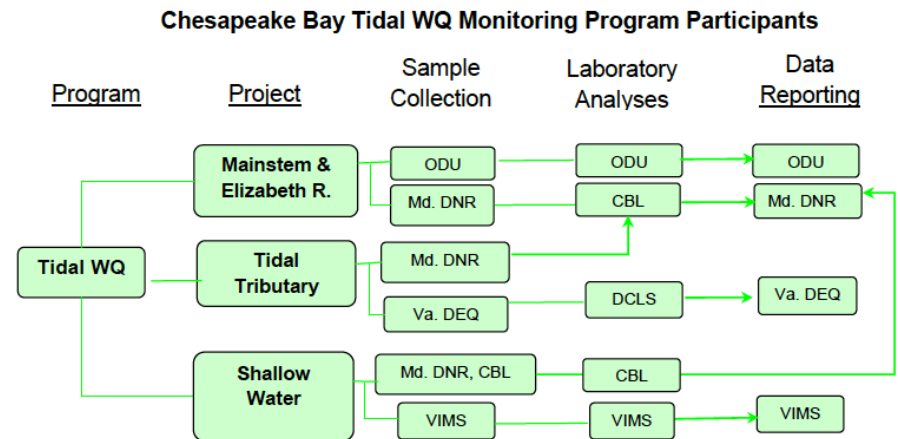 Chesapeake Bay Tidal WQ Monitoring Program Participants
Program
Project
Sample
Collection
Laboratory
Analyses
Data
Reporting
Mainstem &
Elizabeth R.
ODU
ODU
ODU
Md. DNR
CBL
Md. DNR
Tidal WQ
Tidal
Tributary
Md. DNR
Va. DEQ
DCLS
Va. DEQ
Shallow
Water
Md. DNR, CBL
CBL
VIMS
VIMS
VIMS